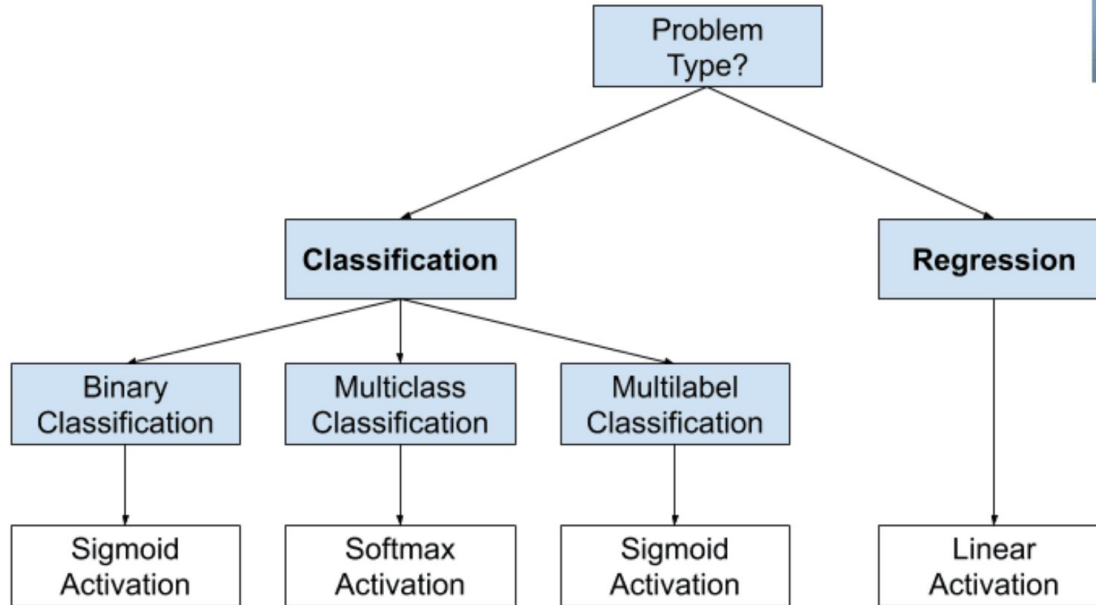 Problem
Type?
Classification
Regression
Binary
Classification
Multiclass
Classification
Multilabel
Classification
Sigmoid
Activation
Softmax
Activation
Sigmoid
Activation
Linear
Activation